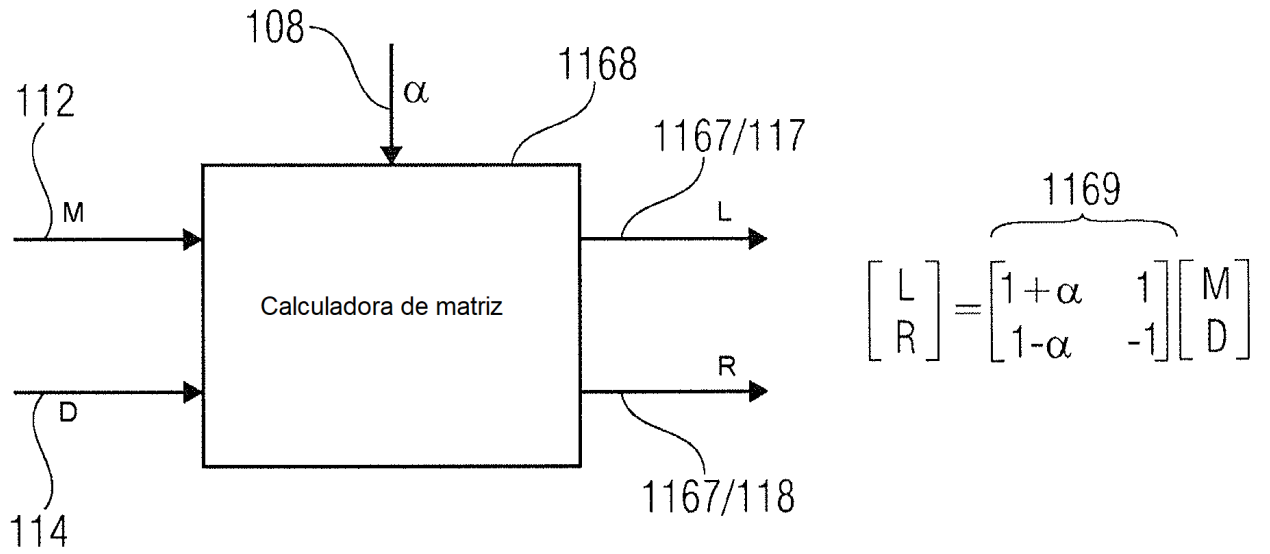 108
α
1168
112
1167/117
M
L
1169
Calculadora de matriz
[L R] = [1+α 1 1-α -1] [M D]
R
D
1167/118
114